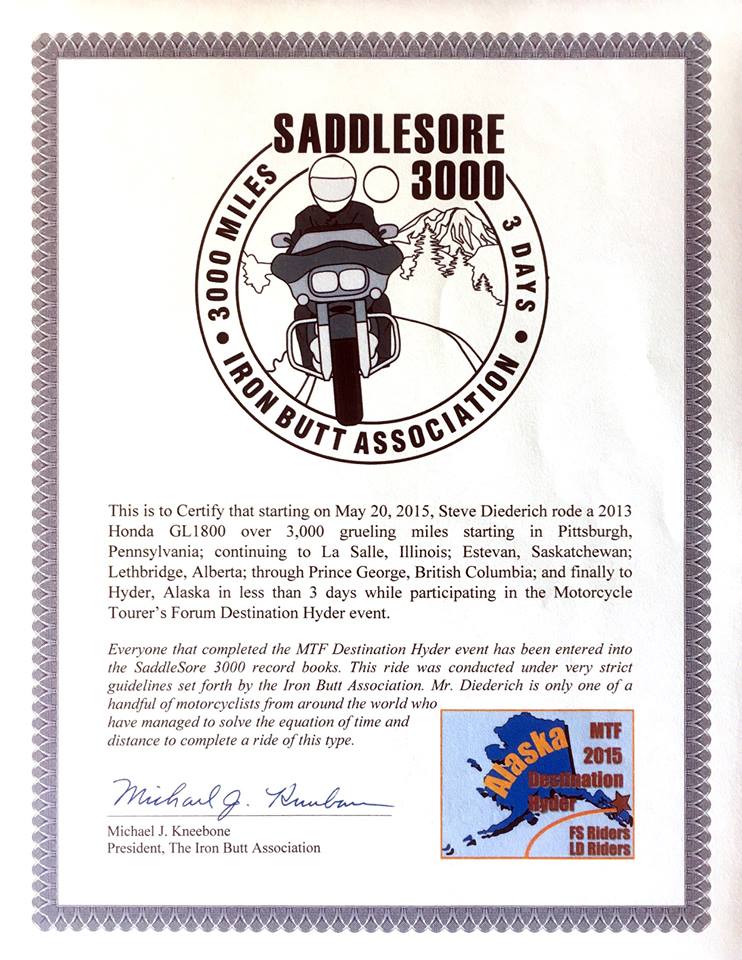 SADDLESORE
3000
3000 MILES
3 DAYS
• IRON BUTT ASSOCIATION •
This is to Certify that starting on May 20, 2015, Steve Diederich rode a 2013
Honda GL1800 over 3,000 grueling miles starting in Pittsburgh,
Pennsylvania; continuing to La Salle, Illinois; Estevan, Saskatchewan;
Lethbridge, Alberta; through Prince George, British Columbia; and finally to
Hyder, Alaska in less than 3 days while participating in the Motorcycle
Tourer’s Forum Destination Hyder event.
Everyone that completed the MTF Destination Hyder event has been entered into
the SaddleSore 3000 record books. This ride was conducted under very strict
guidelines set forth by the Iron Butt Association. Mr. Diederich is only one of a
handful of motorcyclists from around the world who
have managed to solve the equation of time and
distance to complete a ride of this type.
Michael J. Kneebone
Michael J. Kneebone
President, The Iron Butt Association
Alaska
MTF
2015
Destination
Hyder
FS Riders
LD Riders